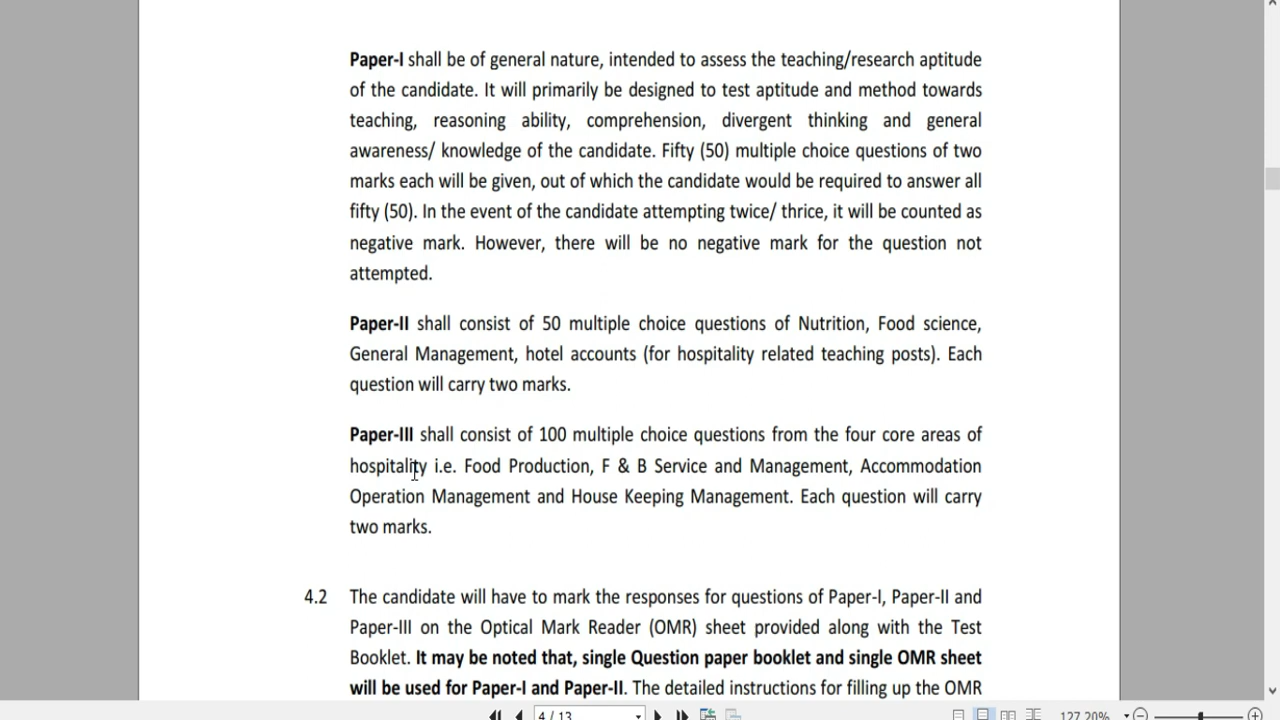 Paper-I shall be of general nature, intended to assess the teaching/research aptitude
of the candidate. It will primarily be designed to test aptitude and method towards
teaching, reasoning ability, comprehension, divergent thinking and general
awareness/ knowledge of the candidate. Fifty (50) multiple choice questions of two
marks each will be given, out of which the candidate would be required to answer all
fifty (50). In the event of the candidate attempting twice/ thrice, it will be counted as
negative mark. However, there will be no negative mark for the question not
attempted.
Paper-II shall consist of 50 multiple choice questions of Nutrition, Food science,
General Management, hotel accounts (for hospitality related teaching posts). Each
question will carry two marks.
Paper-III shall consist of 100 multiple choice questions from the four core areas of
hospitality i.e. Food Production, F & B Service and Management, Accommodation
Operation Management and House Keeping Management. Each question will carry
two marks.
4.2 The candidate will have to mark the responses for questions of Paper-I, Paper-II and
Paper-III on the Optical Mark Reader (OMR) sheet provided along with the Test
Booklet. It may be noted that, single Question paper booklet and single OMR sheet
will be used for Paper-I and Paper-II. The detailed instructions for filling up the OMR
4 / 13 127.20%